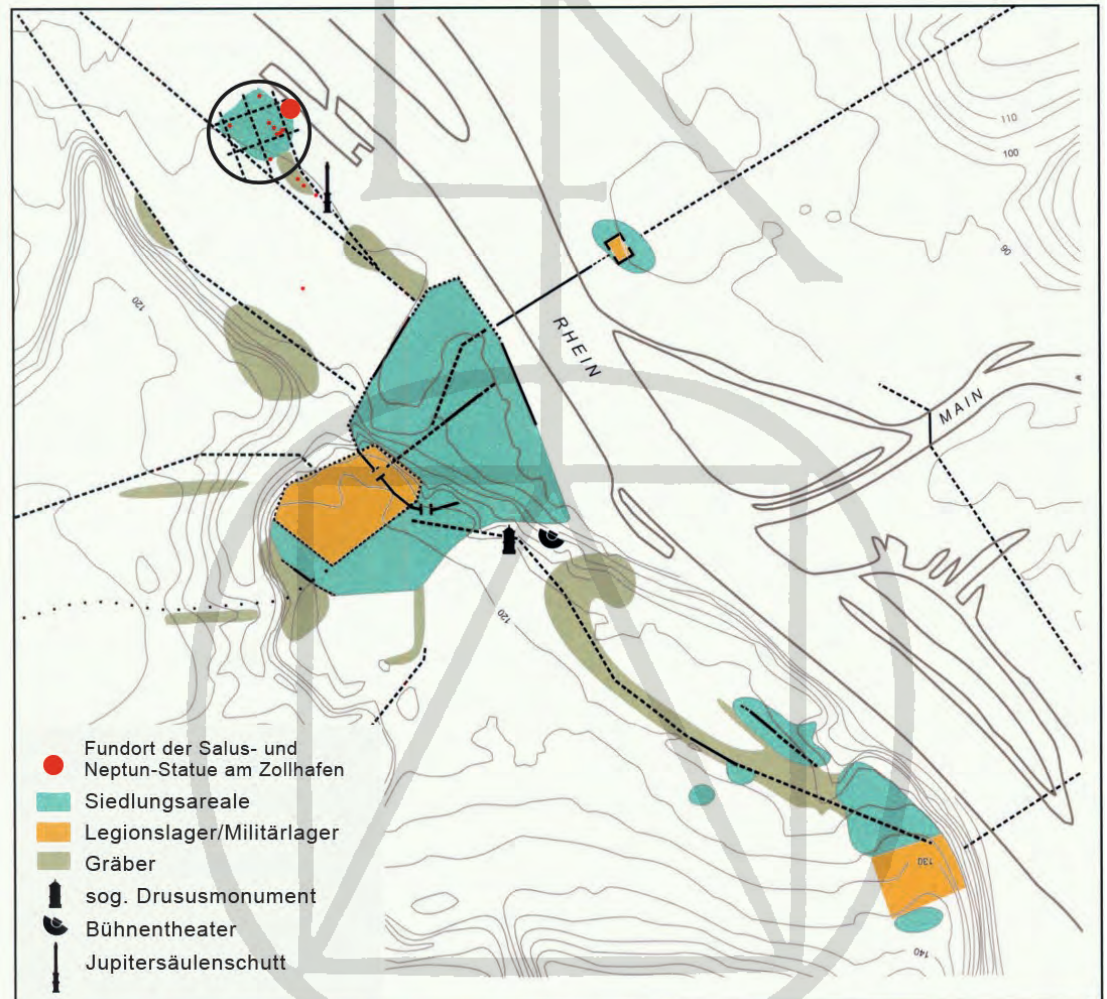 110
100
90
120
RHEIN
MAIN
120
130
140
Fundort der Salus- und
Neptun-Statue am Zollhafen
Siedlungsareale
Legionslager/Militärlager
Gräber
sog. Drususmonument
Bühnentheater
Jupitersäulenschutt